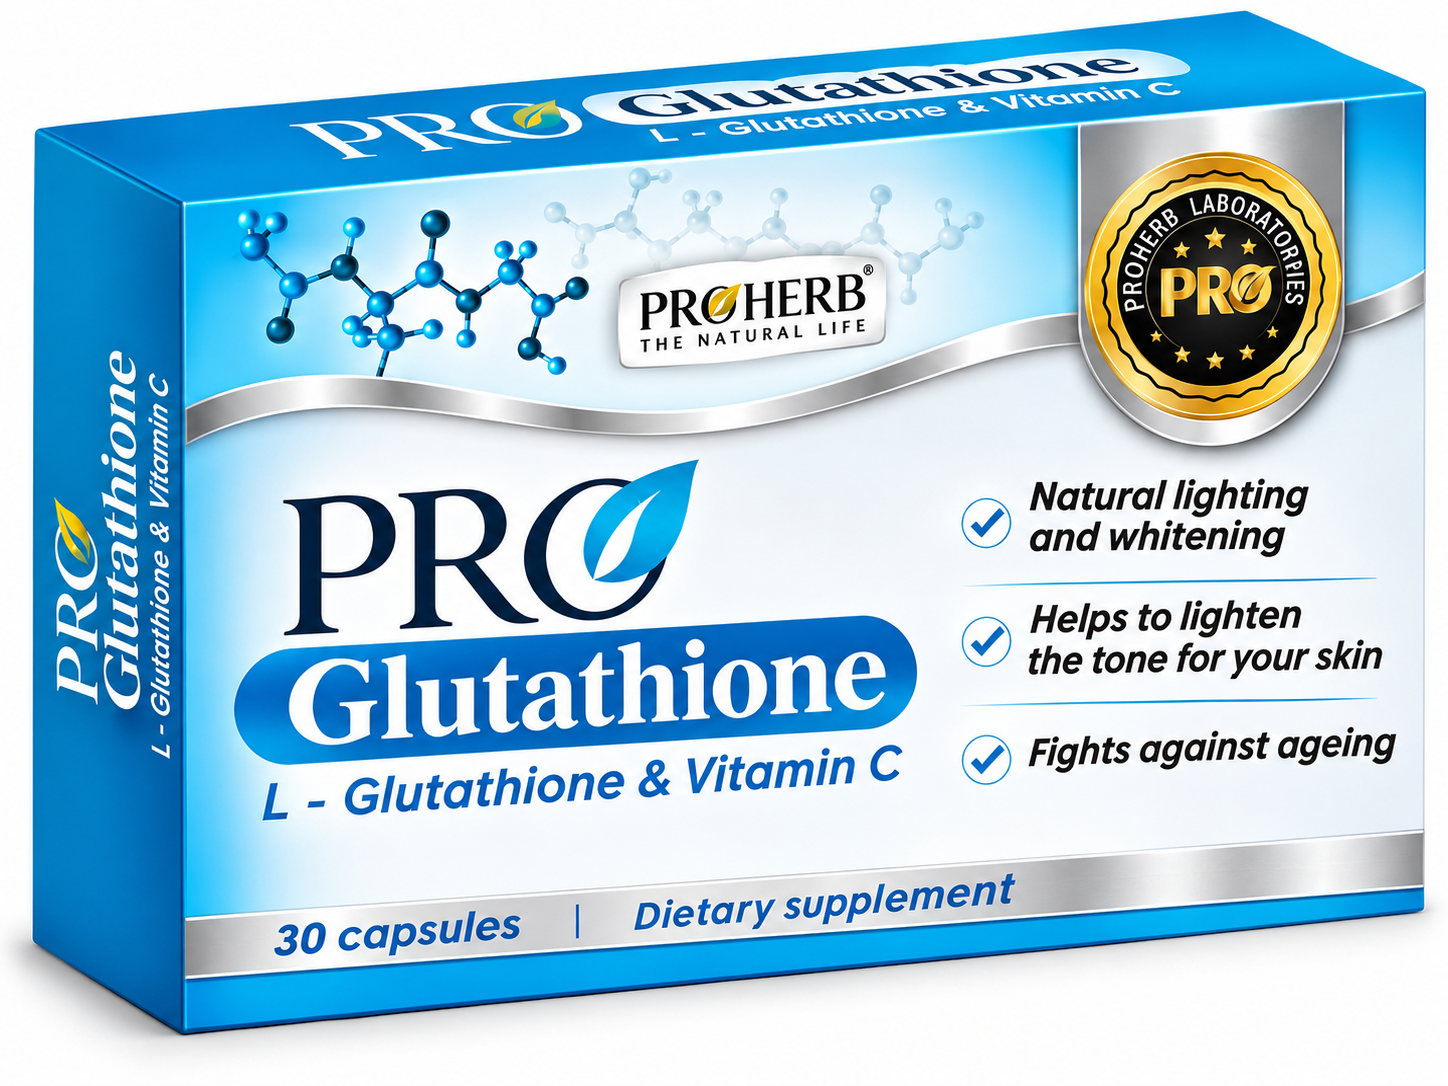 PRO Glutathione
L - Glutathione & Vitamin C
PROHERB®
THE NATURAL LIFE
PROHERB LABORATORPIES
PRO
PRO
Glutathione
L - Glutathione & Vitamin C
Natural lighting
and whitening
Helps to lighten
the tone for your skin
Fights against ageing
30 capsules | Dietary supplement
PRO
Glutathione
L - Glutathione & Vitamin C